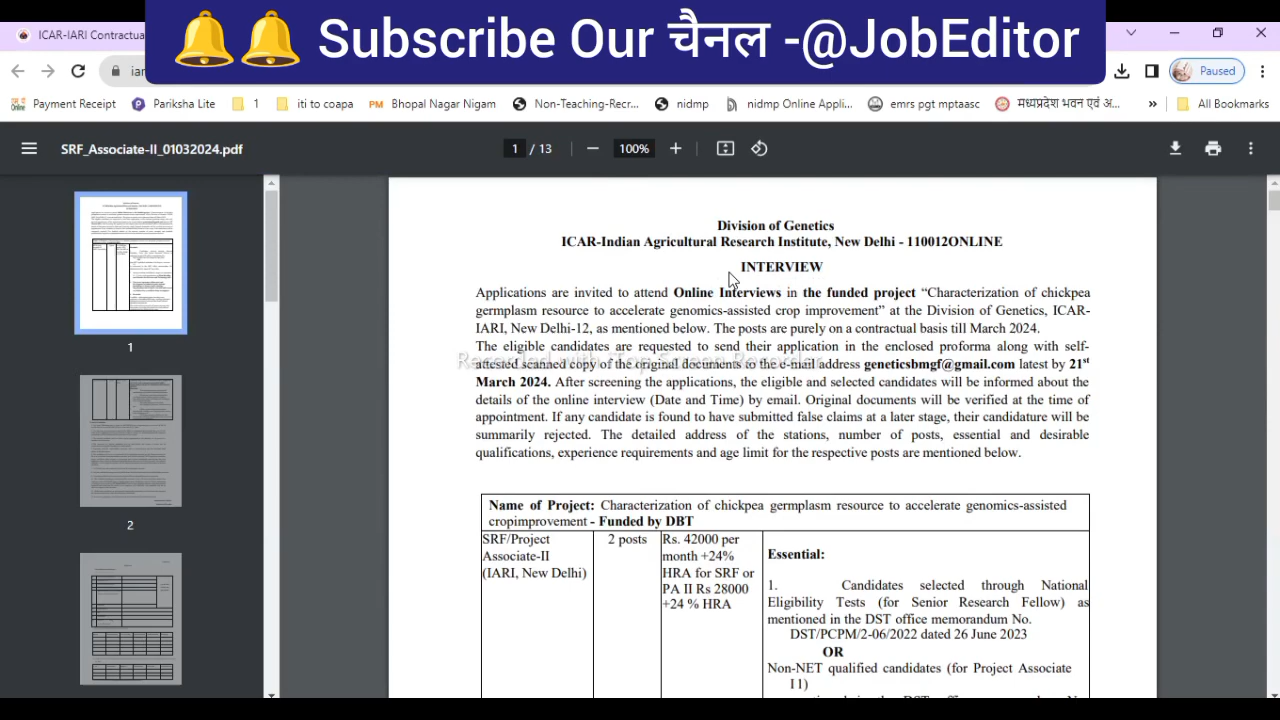 Subscribe Our चैनल -@JobEditor
ICAR-IARI Contractua
iar
Paused
Payment Receipt
Pariksha Lite
1
iti to coapa
PM Bhopal Nagar Nigam
Non-Teaching-Recr...
nidmp
nidmp Online Appli...
emrs pgt mptaasc
मध्यप्रदेश भवन एवं अ...
»
All Bookmarks
SRF_Associate-II_01032024.pdf
1 / 13
100%
Division of Genetics
ICAR-Indian Agricultural Research Institute, New Delhi - 110012ONLINE
INTERVIEW
Applications are invited to attend Online Interviews in the funded project “Characterization of chickpea
germplasm resource to accelerate genomics-assisted crop improvement” at the Division of Genetics, ICAR-
IARI, New Delhi-12, as mentioned below. The posts are purely on a contractual basis till March 2024.
The eligible candidates are requested to send their application in the enclosed proforma along with self-
attested scanned copy of the original documents to the e-mail address geneticsbmgf@gmail.com latest by 21st
March 2024. After screening the applications, the eligible and selected candidates will be informed about the
details of the online interview (Date and Time) by email. Original documents will be verified at the time of
appointment. If any candidate is found to have submitted false claims at a later stage, their candidature will be
summarily rejected. The detailed address of the stations, number of posts, essential and desirable
qualifications, experience requirements and age limit for the respective posts are mentioned below.
Recorded with iTop Screen Recorder
Name of Project: Characterization of chickpea germplasm resource to accelerate genomics-assisted
cropimprovement - Funded by DBT
SRF/Project
Associate-II
(IARI, New Delhi)
2 posts
Rs. 42000 per
month +24%
HRA for SRF or
PA II Rs 28000
+24 % HRA
Essential:
1. Candidates selected through National
Eligibility Tests (for Senior Research Fellow) as
mentioned in the DST office memorandum No.
DST/PCPM/2-06/2022 dated 26 June 2023
OR
Non-NET qualified candidates (for Project Associate
I I)
1
2